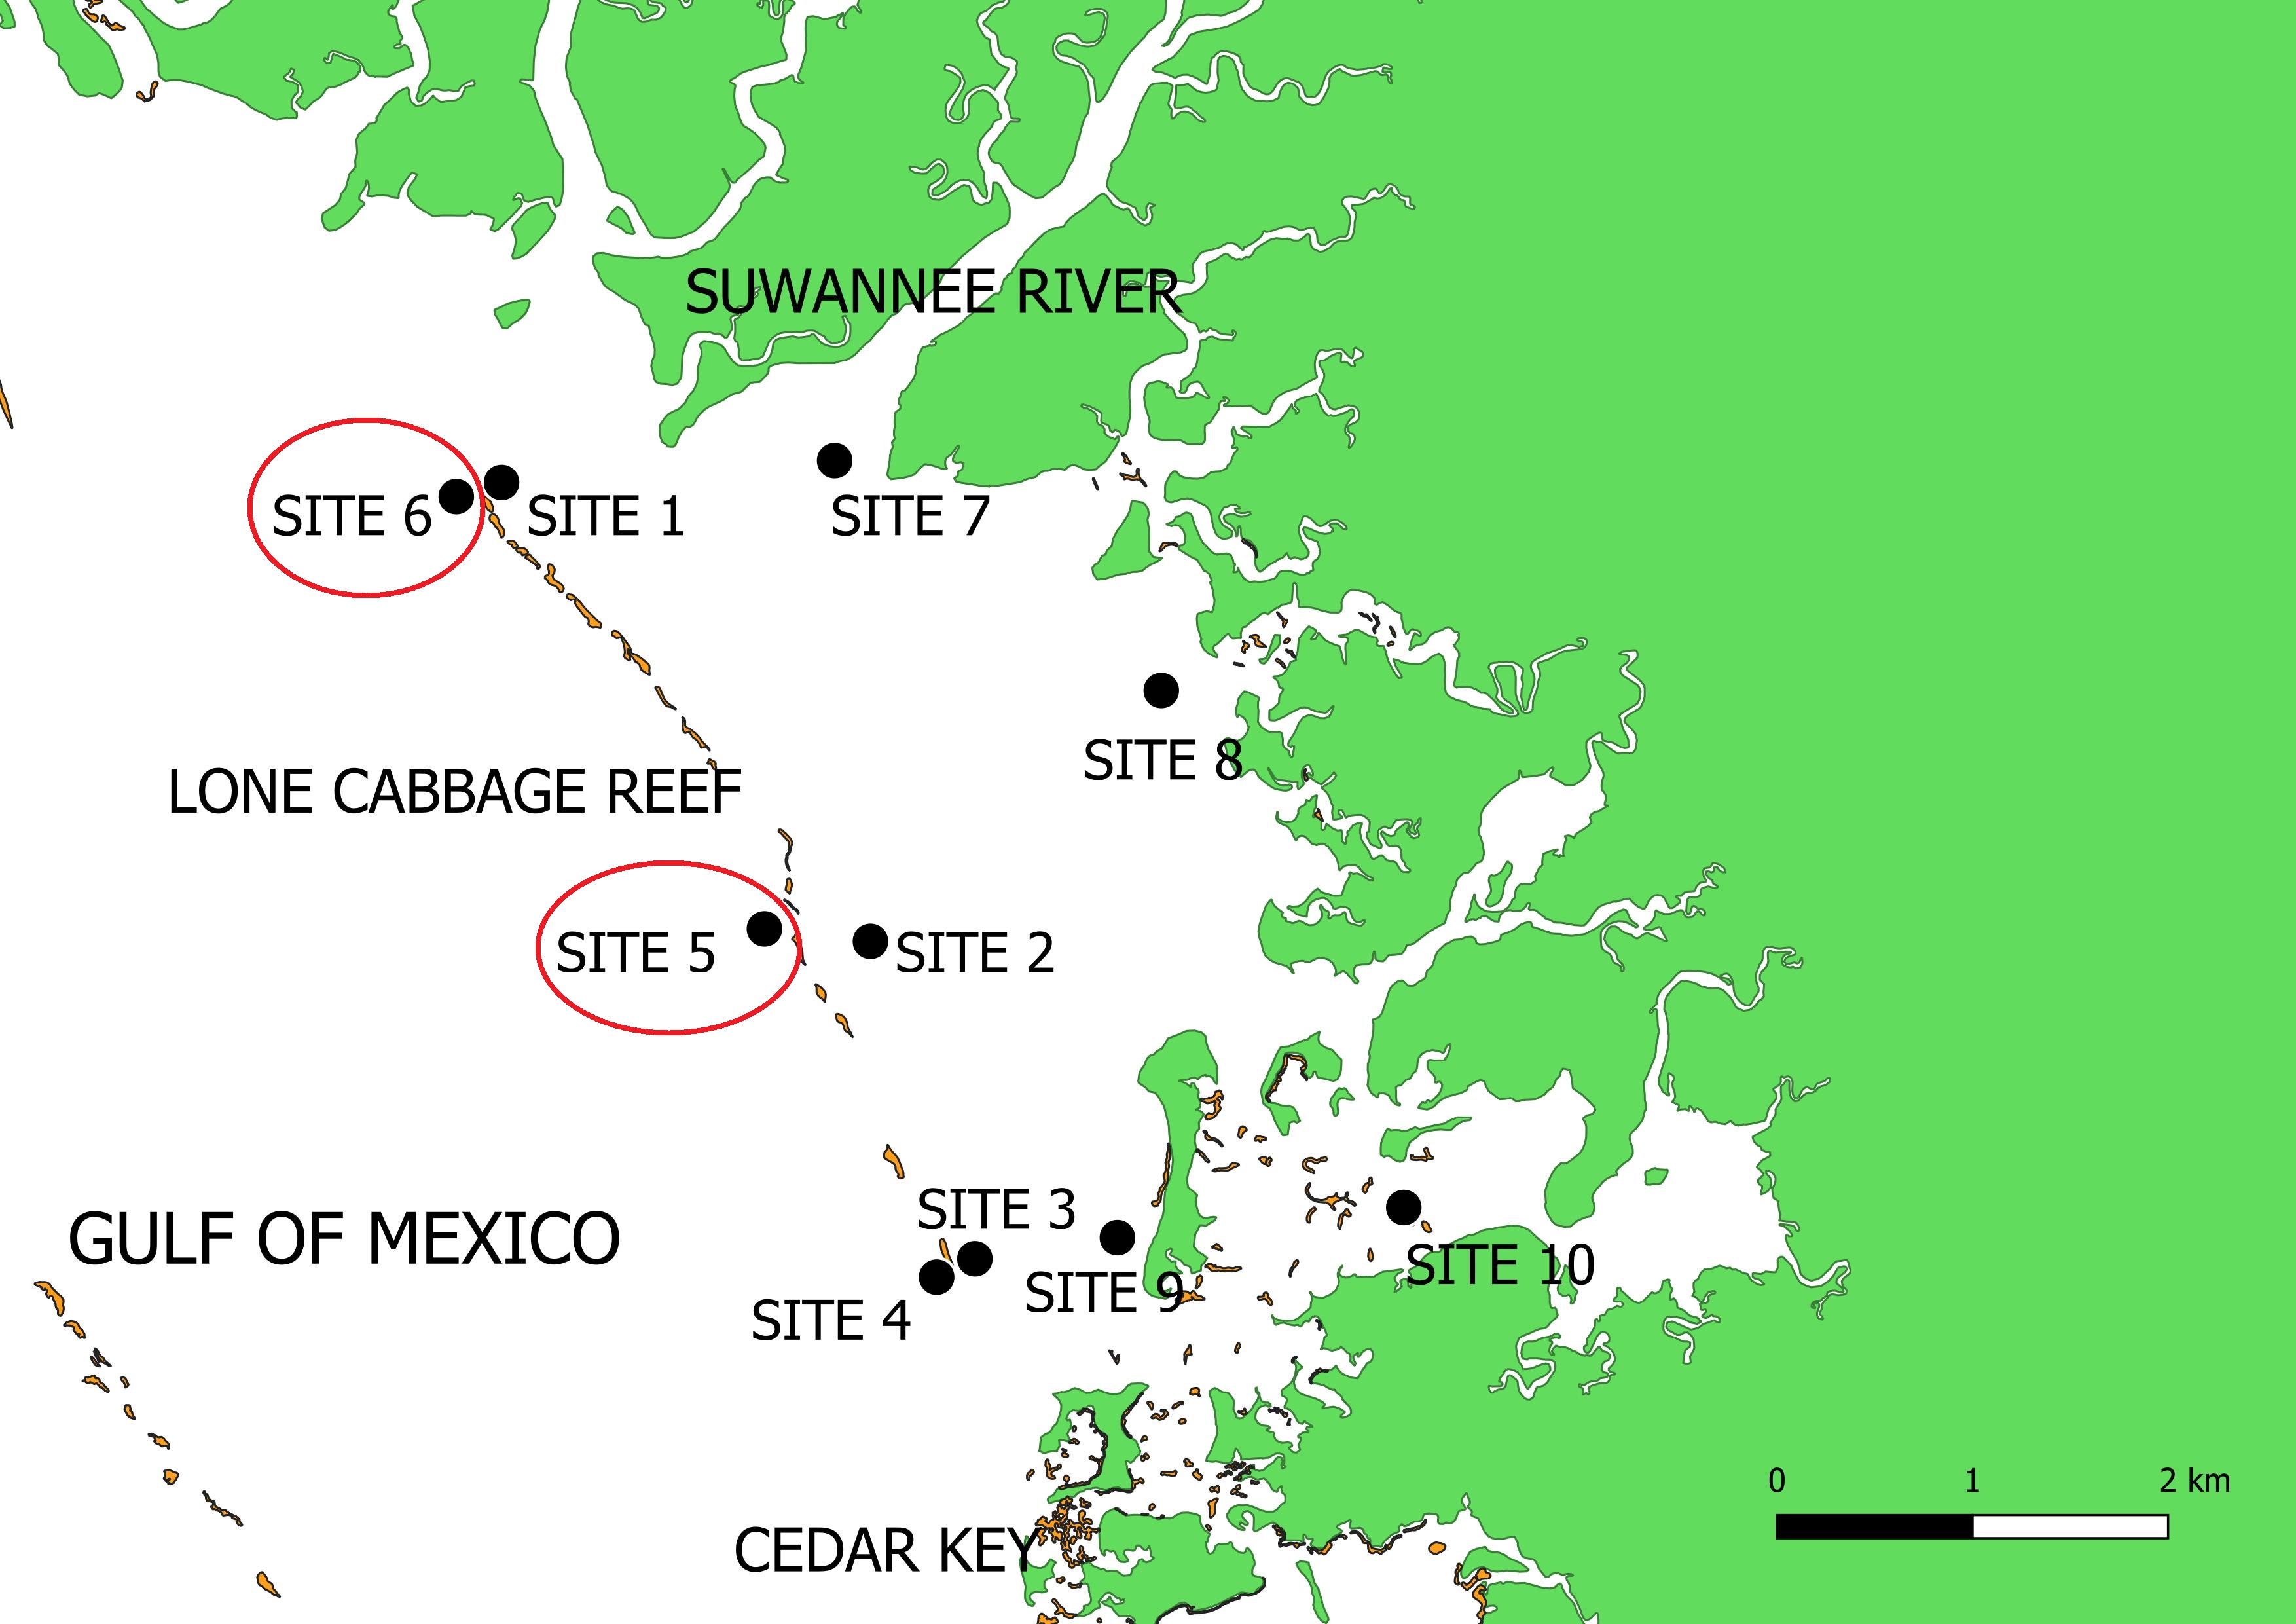 SUWANNEE RIVER
SITE 6
SITE 1
SITE 7
SITE 8
LONE CABBAGE REEF
SITE 5
SITE 2
SITE 3
GULF OF MEXICO
SITE 10
SITE 9
SITE 4
0 1 2 km
CEDAR KEY